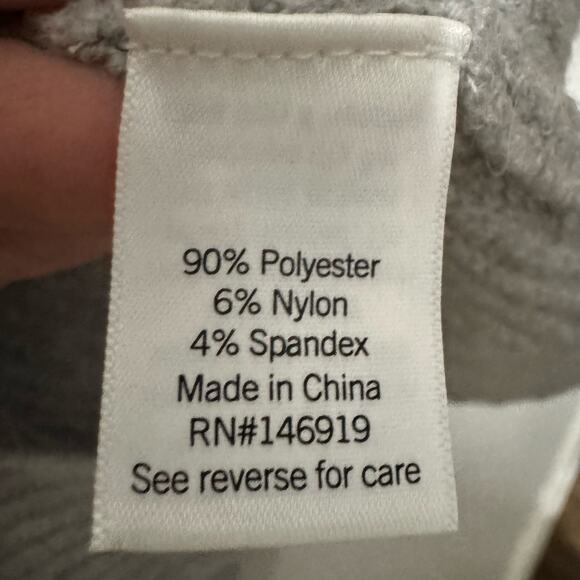 90% Polyester
6% Nylon
4% Spandex
Made in China
RN#146919
See reverse for care